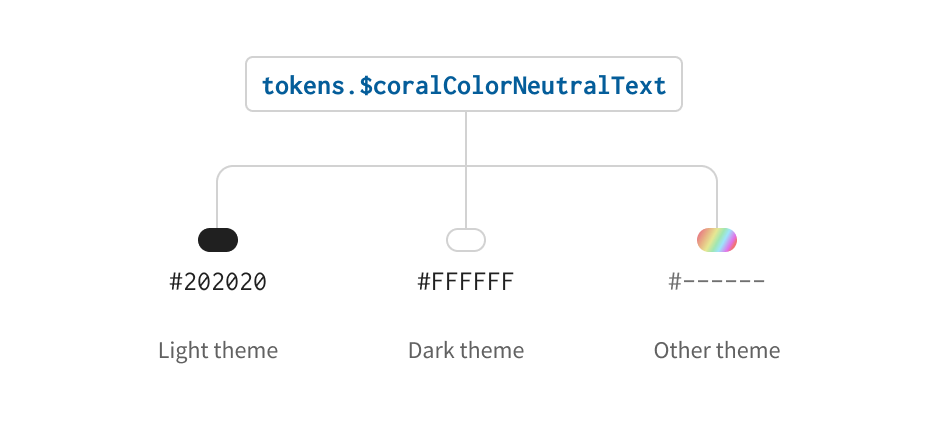 tokens.$coralColorNeutralText
#202020
#FFFFFF
#------
Light theme
Dark theme
Other theme